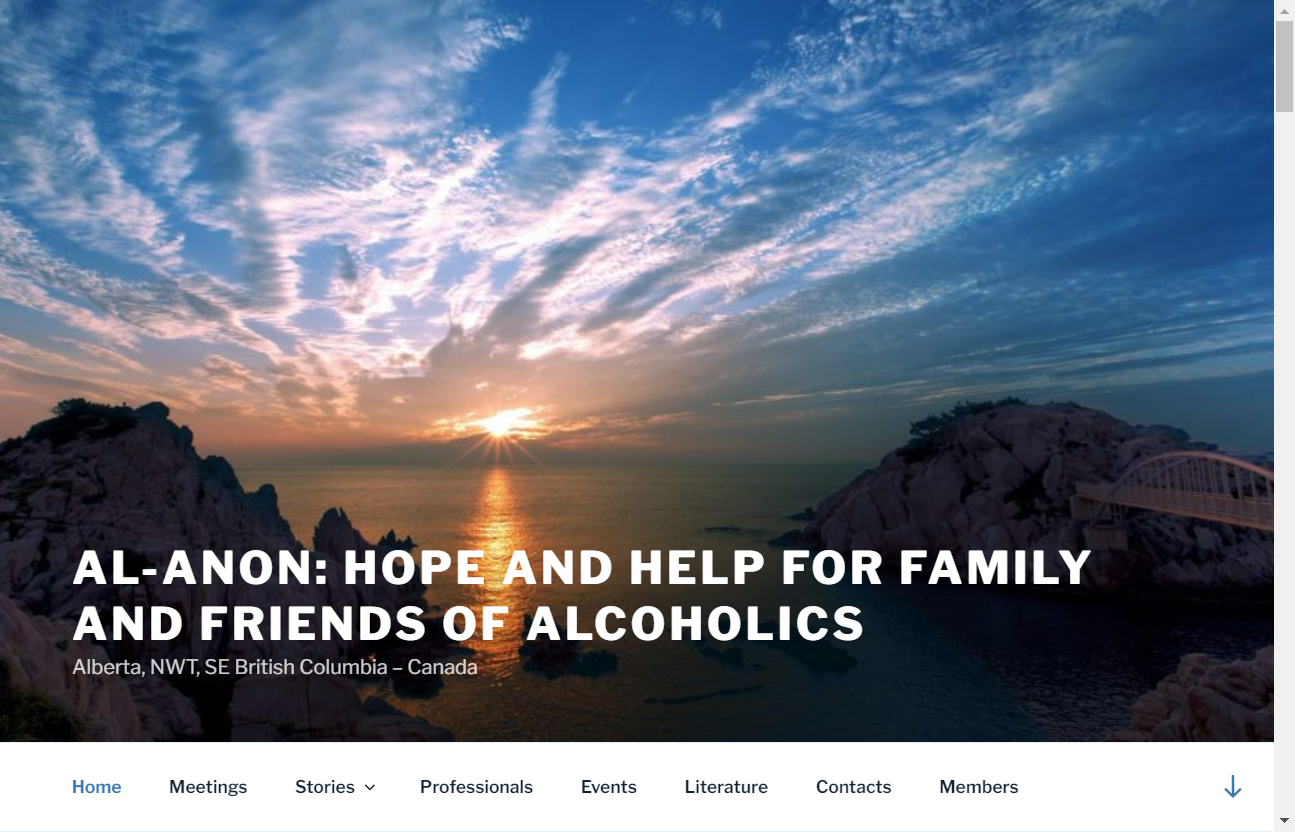 AL-ANON: HOPE AND HELP FOR FAMILY
AND FRIENDS OF ALCOHOLICS
Alberta, NWT, SE British Columbia – Canada
Home Meetings Stories Professionals Events Literature Contacts Members